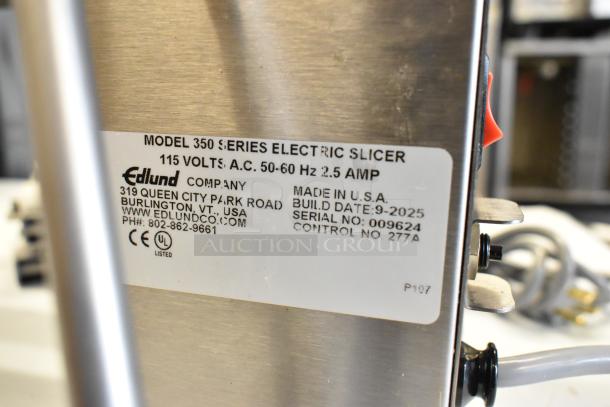 MODEL 350 SERIES ELECTRIC SLICER
115 VOLTS A.C. 50-60 Hz 2.5 AMP
Edlund COMPANY
319 QUEEN CITY PARK ROAD
BURLINGTON, VT, USA
WWW.EDLUNDCO.COM
PH#: 802-862-9661
MADE IN U.S.A.
BUILD DATE:9-2025
SERIAL NO: 009624
CONTROL NO. 277A
CE UL
LISTED
P107
AUCTION GROUP